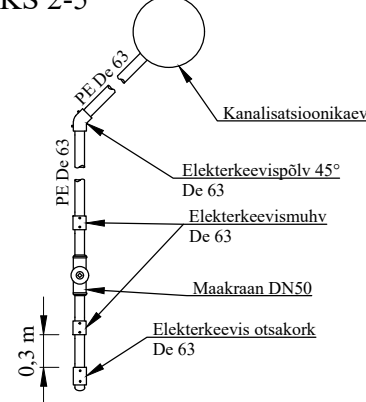 KS 2-5
PE De 63
Kanalisatsioonikaev
PE De 63
Elekterkeevispõlv 45°
De 63
Elekterkeevismuhv
De 63
Maakraan DN50
0,3 m
Elekterkeevis otsakork
De 63